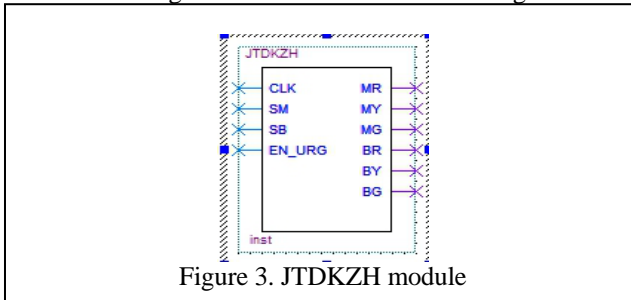 JTDKZH
CLK MR
SM MY
SB MG
EN_URG BR
BY
BG
inst
Figure 3. JTDKZH module